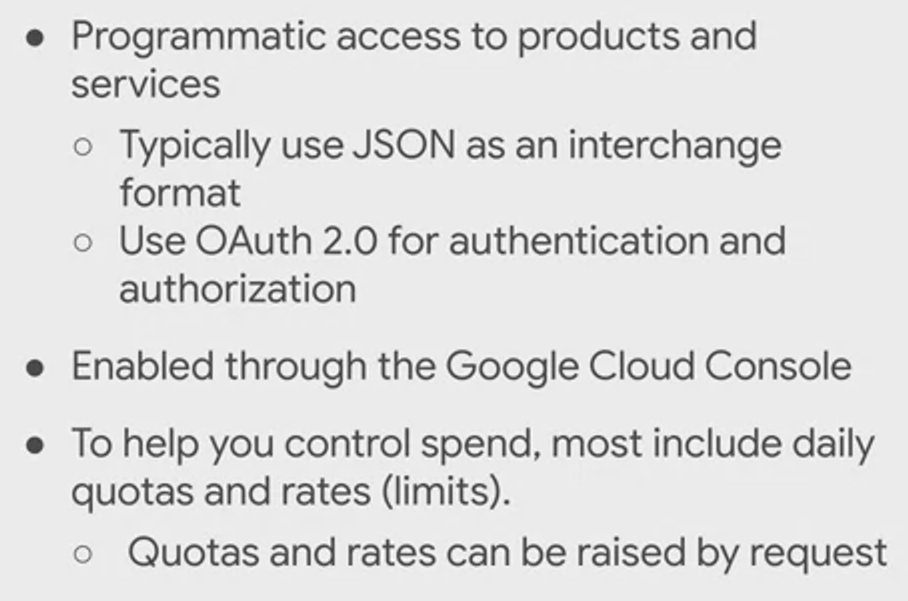 ● Programmatic access to products and
services
○ Typically use JSON as an interchange
format
○ Use OAuth 2.0 for authentication and
authorization
● Enabled through the Google Cloud Console
● To help you control spend, most include daily
quotas and rates (limits).
○ Quotas and rates can be raised by request